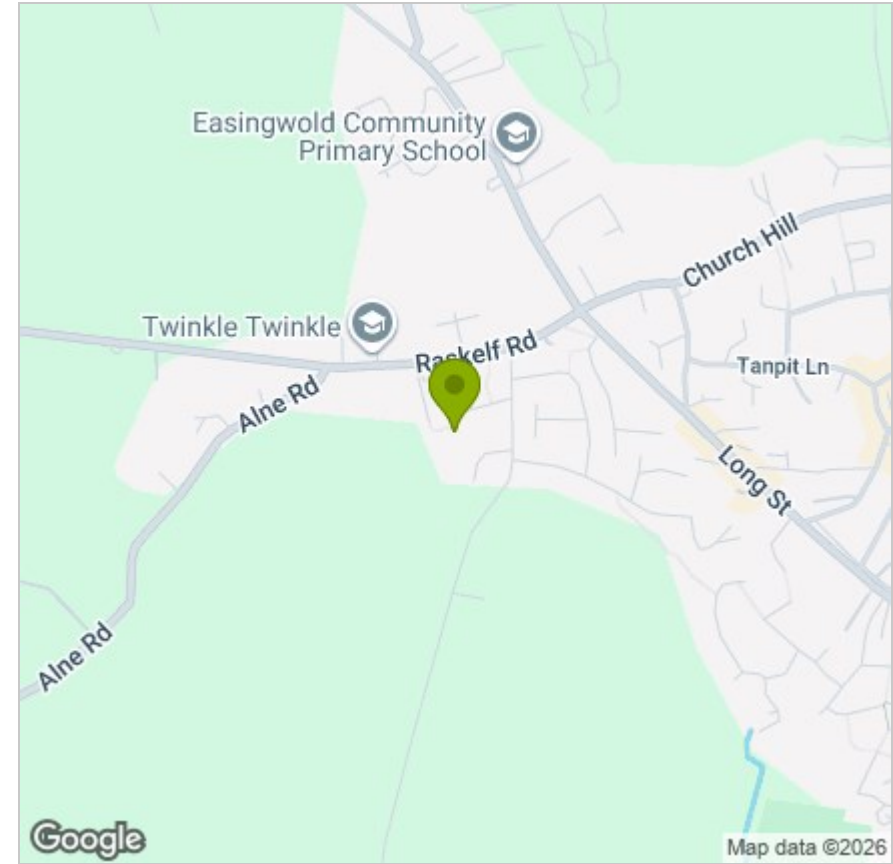 Easingwold Community
Primary School
Church Hill
Twinkle Twinkle
Raskelf Rd
Tanpit Ln
Alne Rd
Long St
Alne Rd
Google
Map data ©2026